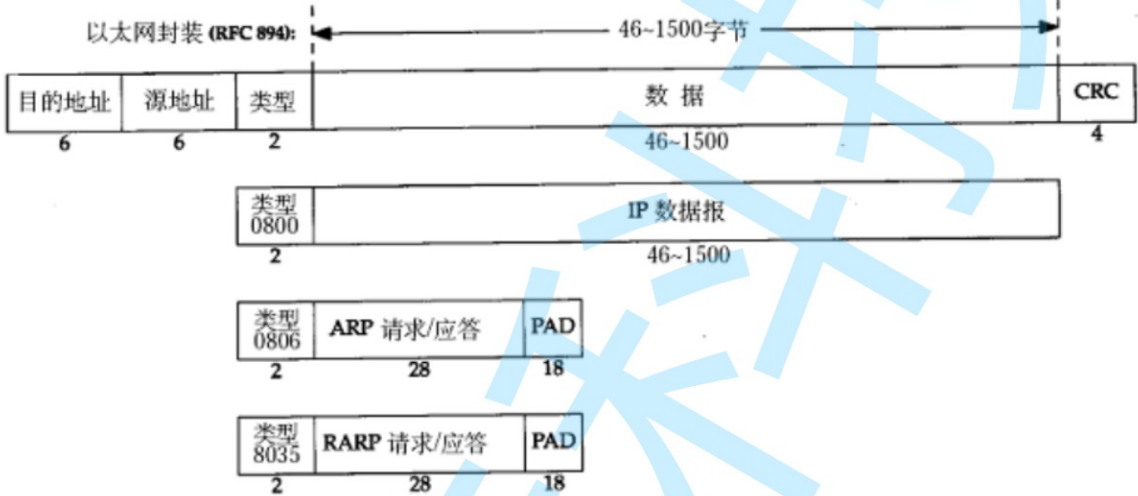 以太网封装 (RFC 894): 46~1500字节
目的地址 源地址 类型 数 据 CRC
6 6 2 46~1500 4
类型 0800 IP 数据报
2 46~1500
类型 0806 ARP 请求/应答 PAD
2 28 18
类型 8035 RARP 请求/应答 PAD
2 28 18